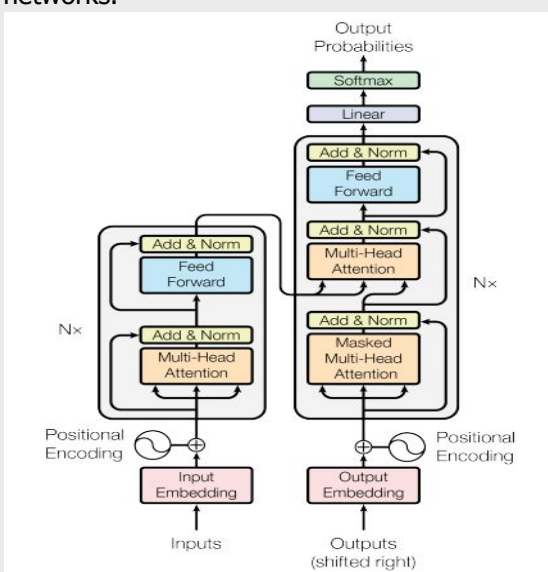 networks.
Output
Probabilities
Softmax
Linear
Add & Norm
Feed
Forward
Add & Norm
Multi-Head
Attention
Add & Norm
Masked
Multi-Head
Attention
Nx
Add & Norm
Feed
Forward
Add & Norm
Multi-Head
Attention
Nx
Positional
Encoding
Positional
Encoding
Input
Embedding
Output
Embedding
Inputs
Outputs
(shifted right)